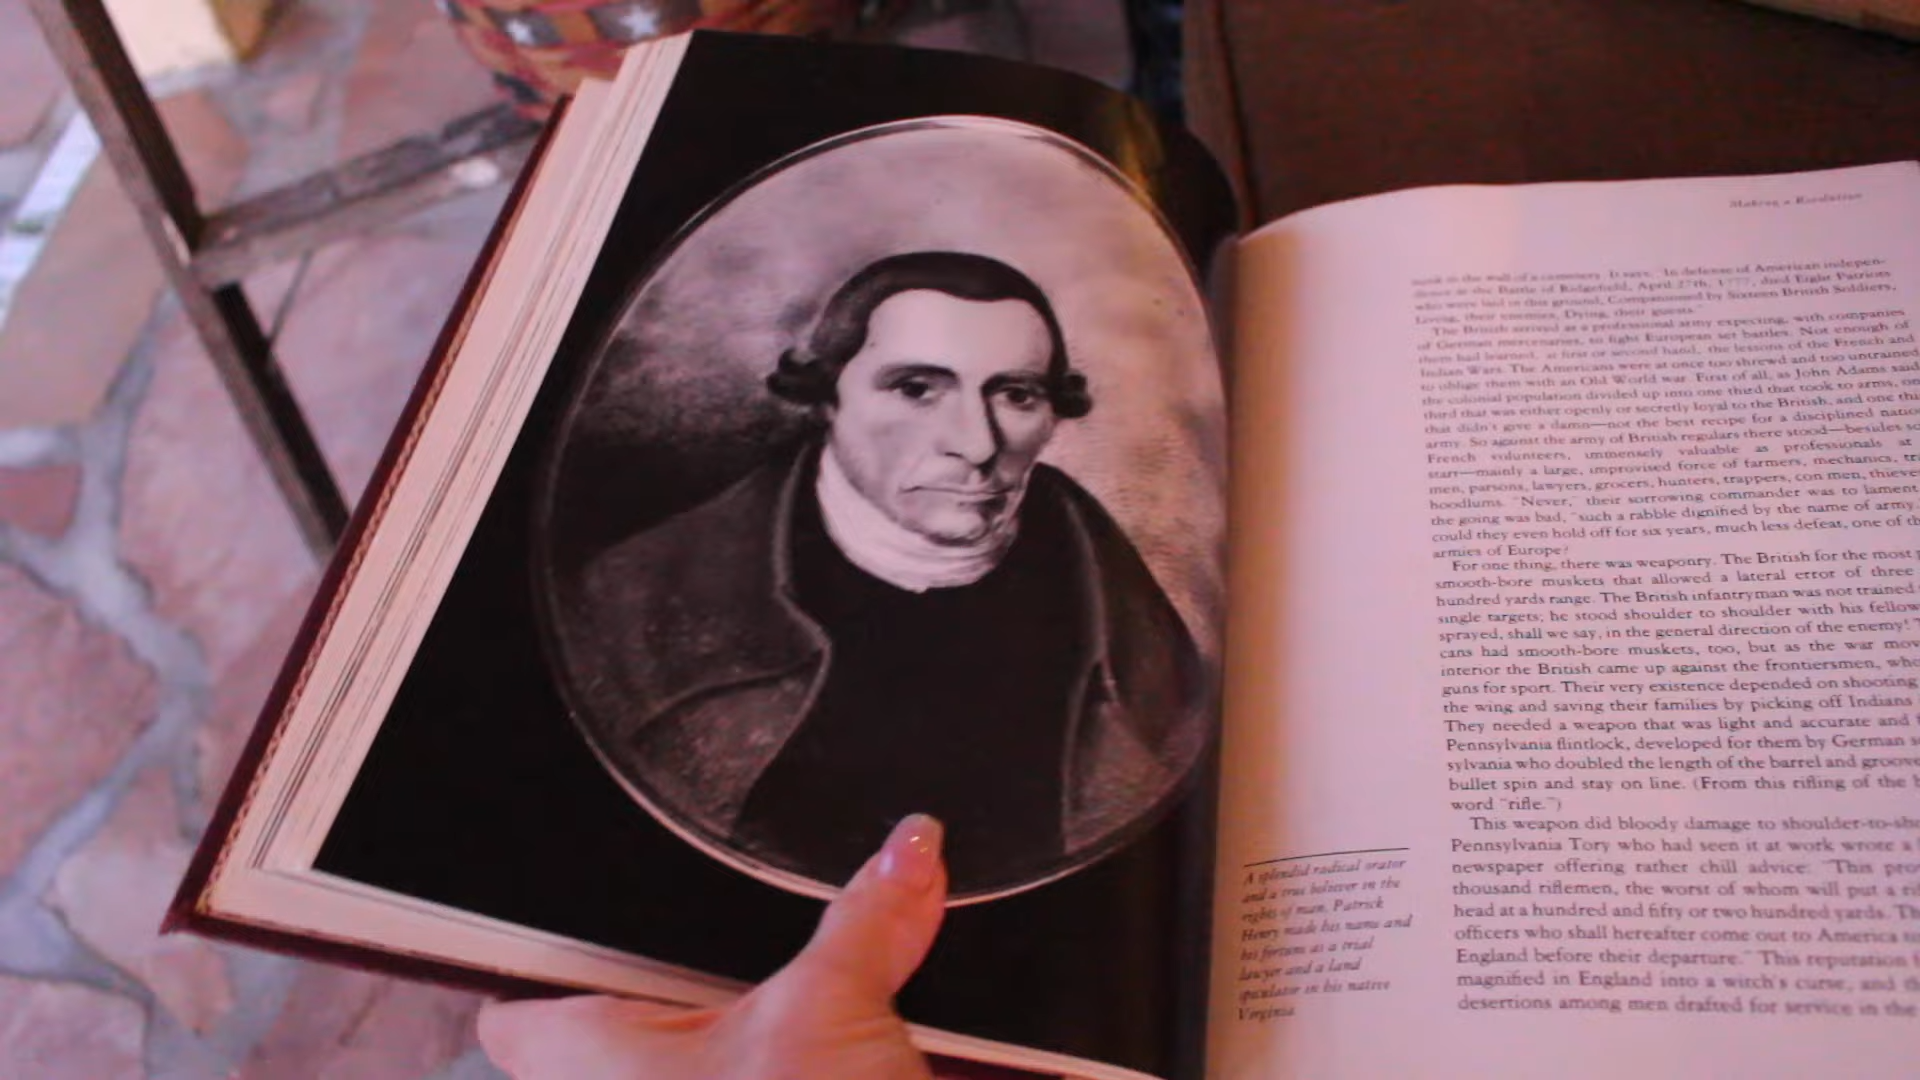 Making a Revolution
sunk in the wall of a cemetery. It says: "In defense of American indepen-
dence at the Battle of Ridgefield, April 27th, 1777, died Eight Patriots
who were laid in this ground, Companioned by Sixteen British Soldiers,
Living, their enemies, Dying, their guests."
The British arrived as a professional army expecting, with companies
of German mercenaries, to fight European set battles. Not enough of
them had learned, at first or second hand, the lessons of the French and
Indian Wars. The Americans were at once too shrewd and too untrained
to oblige them with an Old World war. First of all, as John Adams said
the colonial population divided up into one third that took to arms, on
third that was either openly or secretly loyal to the British, and one thi
that didn't give a damn—not the best recipe for a disciplined natio
army. So against the army of British regulars there stood—besides so
French volunteers, immensely valuable as professionals at
start—mainly a large, improvised force of farmers, mechanics, tra
men, parsons, lawyers, grocers, hunters, trappers, con men, thieves
hoodlums. "Never," their sorrowing commander was to lament
the going was bad, "such a rabble dignified by the name of army.
could they even hold off for six years, much less defeat, one of th
armies of Europe?
For one thing, there was weaponry. The British for the most p
smooth-bore muskets that allowed a lateral error of three
hundred yards range. The British infantryman was not trained
single targets; he stood shoulder to shoulder with his fellow
sprayed, shall we say, in the general direction of the enemy! T
cans had smooth-bore muskets, too, but as the war mov
interior the British came up against the frontiersmen, who
guns for sport. Their very existence depended on shooting
the wing and saving their families by picking off Indians
They needed a weapon that was light and accurate and
Pennsylvania flintlock, developed for them by German s
sylvania who doubled the length of the barrel and groove
bullet spin and stay on line. (From this rifling of the b
word "rifle.")
This weapon did bloody damage to shoulder-to-sho
Pennsylvania Tory who had seen it at work wrote a
newspaper offering rather chill advice: "This pro
thousand riflemen, the worst of whom will put a
head at a hundred and fifty or two hundred yards. Th
officers who shall hereafter come out to America to
England before their departure." This reputation
magnified in England into a witch's curse, and th
desertions among men drafted for service in the
A splendid radical orator
and a true believer in the
rights of man, Patrick
Henry made his name and
his fortune as a trial
lawyer and a land
speculator in his native
Virginia.